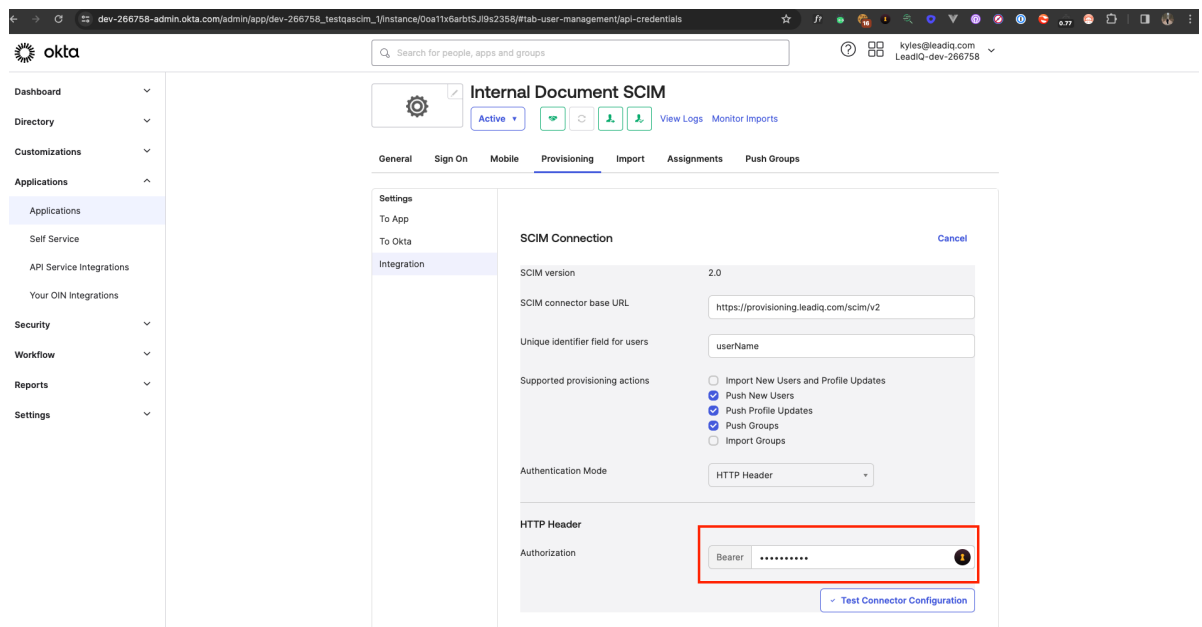 dev-266758-admin.okta.com/admin/app/dev-266758_testqascim_1/instance/0oa11x6arbtSJl9s2358/#tab-user-management/api-credentials
16
0.77
okta
Search for people, apps and groups
kyles@leadiq.com
LeadIQ-dev-266758
Dashboard
Directory
Customizations
Applications
Applications
Self Service
API Service Integrations
Your OIN Integrations
Security
Workflow
Reports
Settings
Internal Document SCIM
Active
View Logs
Monitor Imports
General
Sign On
Mobile
Provisioning
Import
Assignments
Push Groups
Settings
To App
To Okta
Integration
SCIM Connection
Cancel
SCIM version
2.0
SCIM connector base URL
https://provisioning.leadiq.com/scim/v2
Unique identifier field for users
userName
Supported provisioning actions
Import New Users and Profile Updates
Push New Users
Push Profile Updates
Push Groups
Import Groups
Authentication Mode
HTTP Header
HTTP Header
Authorization
Bearer
••••••••••
Test Connector Configuration